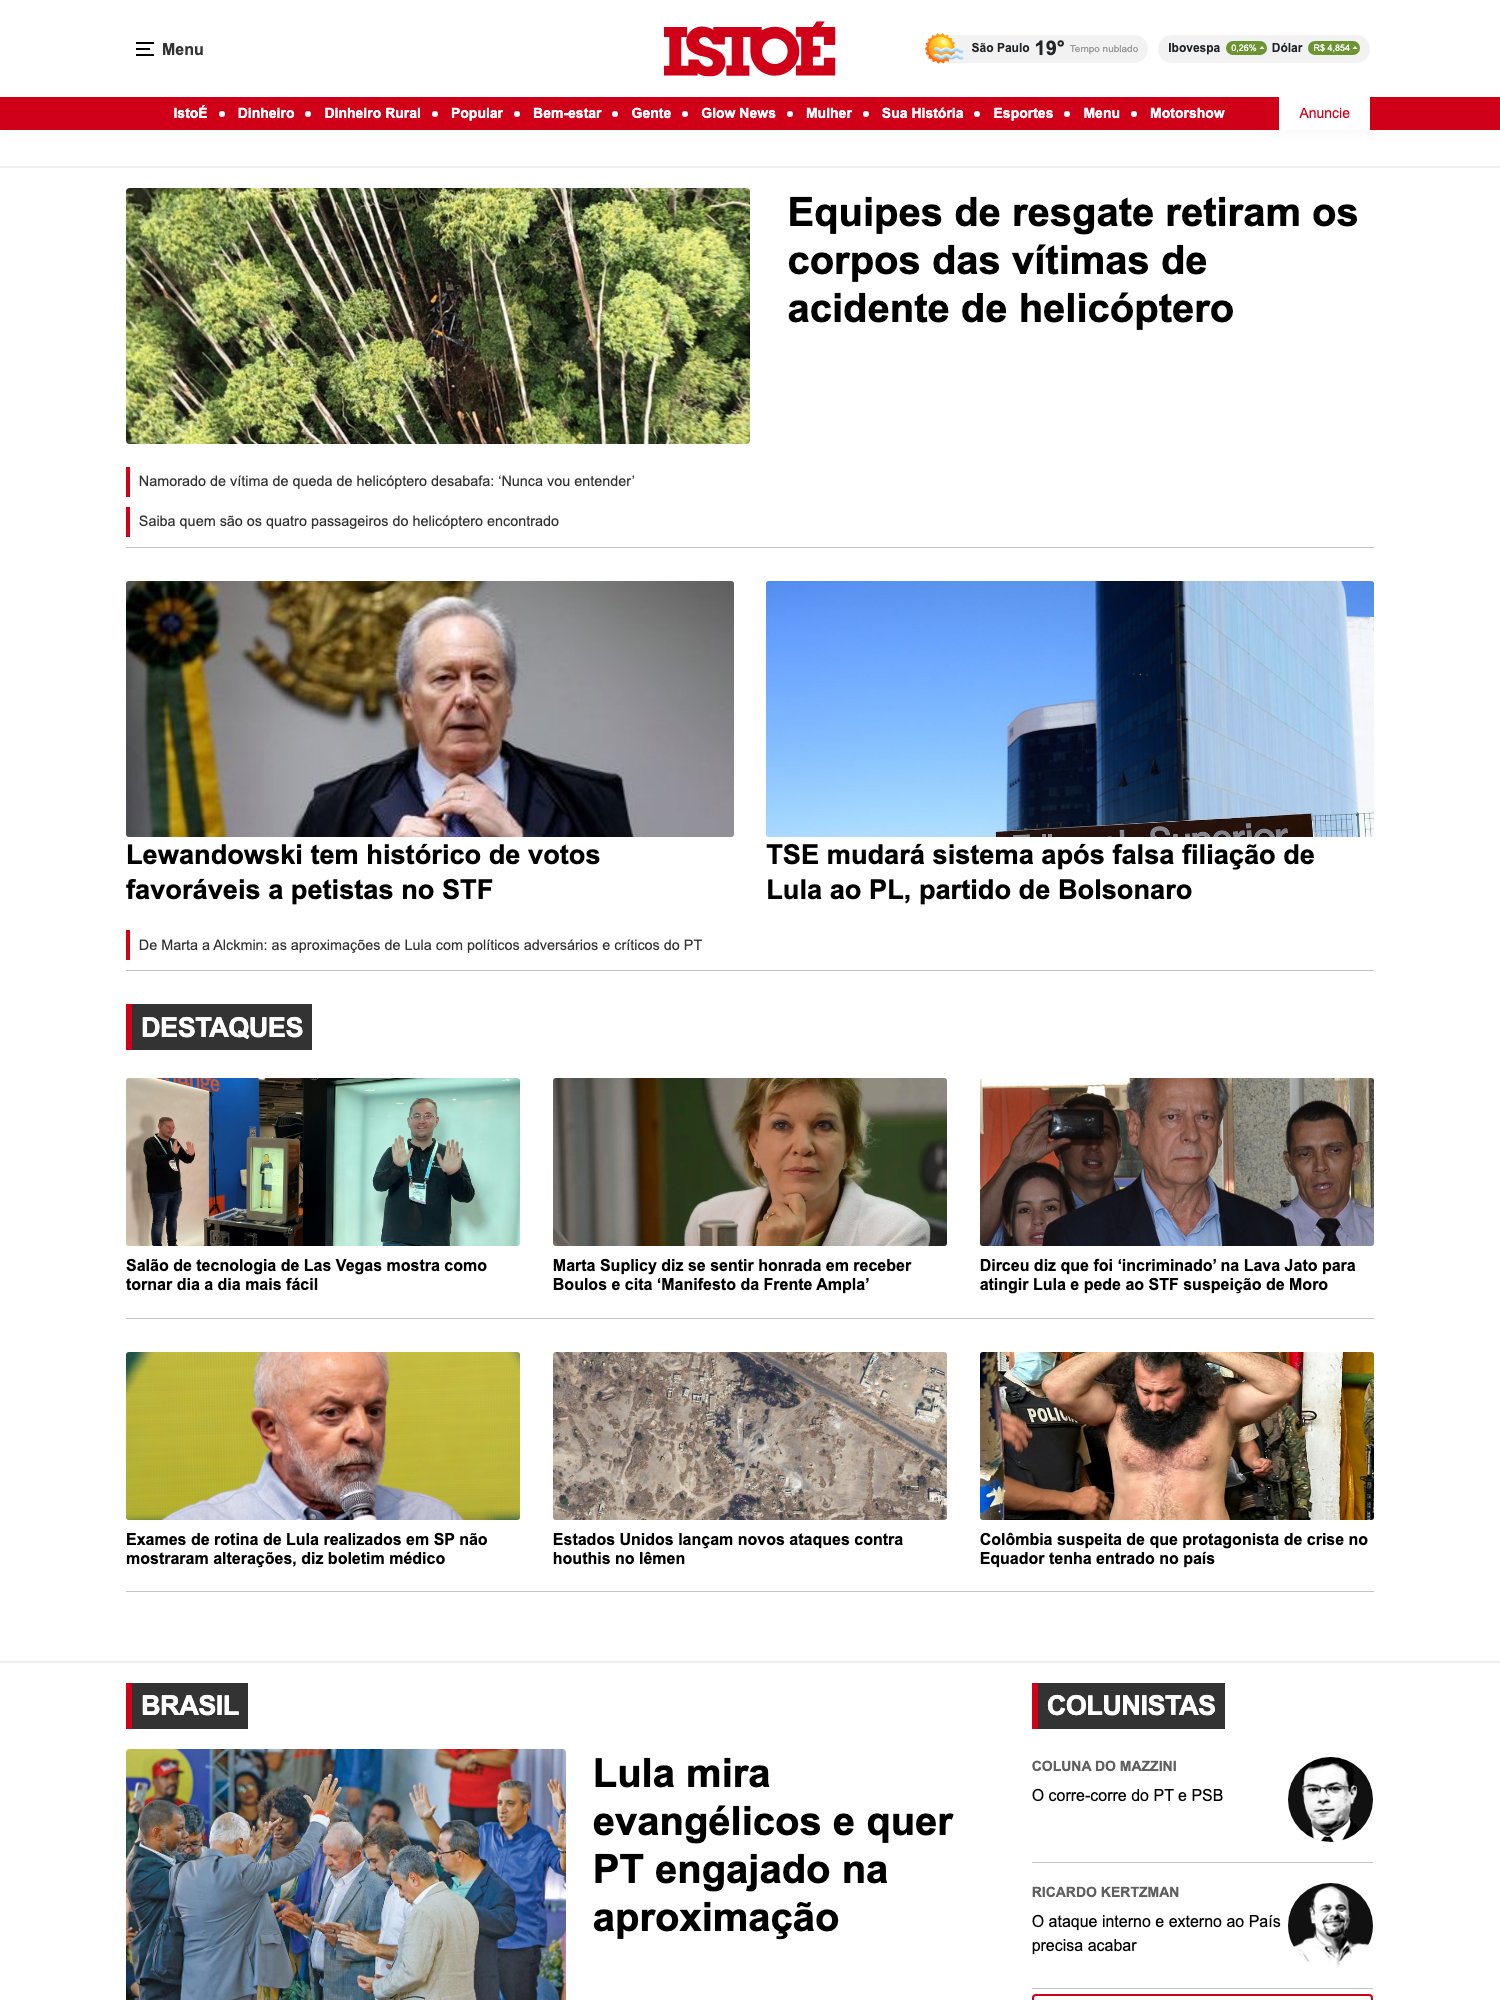 Menu
ISTOÉ
São Paulo 19° Tempo nublado
Ibovespa 0,26% Dólar R$ 4,854
IstoÉ • Dinheiro • Dinheiro Rural • Popular • Bem-estar • Gente • Glow News • Mulher • Sua História • Esportes • Menu • Motorshow
Anuncie
Equipes de resgate retiram os
corpos das vítimas de
acidente de helicóptero
Namorado de vítima de queda de helicóptero desabafa: ‘Nunca vou entender’
Saiba quem são os quatro passageiros do helicóptero encontrado
Superior
Lewandowski tem histórico de votos
favoráveis a petistas no STF
TSE mudará sistema após falsa filiação de
Lula ao PL, partido de Bolsonaro
De Marta a Alckmin: as aproximações de Lula com políticos adversários e críticos do PT
DESTAQUES
Salão de tecnologia de Las Vegas mostra como
tornar dia a dia mais fácil
Marta Suplicy diz se sentir honrada em receber
Boulos e cita ‘Manifesto da Frente Ampla’
Dirceu diz que foi ‘incriminado’ na Lava Jato para
atingir Lula e pede ao STF suspeição de Moro
Exames de rotina de Lula realizados em SP não
mostraram alterações, diz boletim médico
Estados Unidos lançam novos ataques contra
houthis no Iêmen
Colômbia suspeita de que protagonista de crise no
Equador tenha entrado no país
BRASIL
Lula mira
evangélicos e quer
PT engajado na
aproximação
COLUNISTAS
COLUNA DO MAZZINI
O corre-corre do PT e PSB
RICARDO KERTZMAN
O ataque interno e externo ao País
precisa acabar